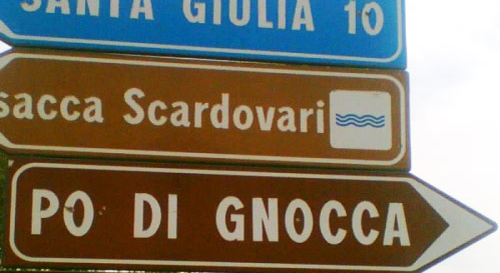 SANTA GIULIA 10
sacca Scardovari
PO DI GNOCCA